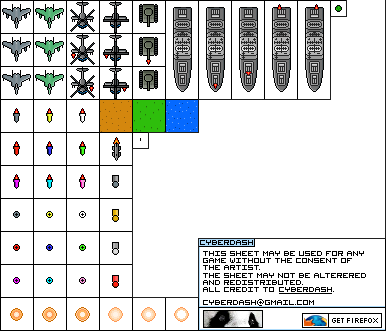 CYBERDASH
THIS SHEET MAY BE USED FOR ANY
GAME WITHOUT THE CONSENT OF
THE ARTIST.
THE SHEET MAY NOT BE ALTERERED
AND REDISTRIBUTED.
ALL CREDIT TO CYBERDASH.
CYBERDASH@GMAIL.COM
GET FIREFOX